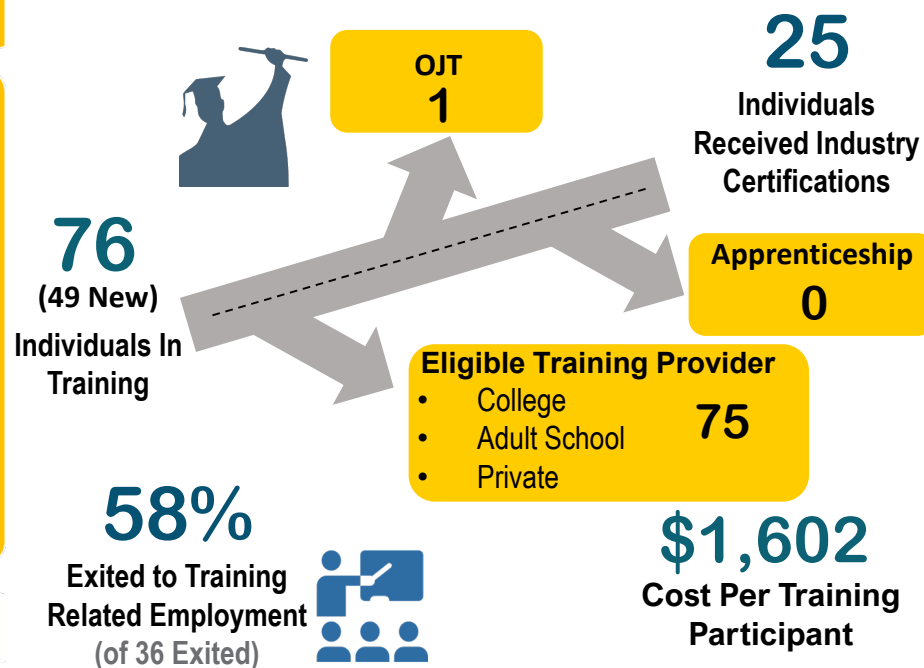 OJT
1
25
Individuals
Received Industry
Certifications
76
(49 New)
Individuals In
Training
Apprenticeship
0
Eligible Training Provider
• College
• Adult School
• Private
75
58%
Exited to Training
Related Employment
(of 36 Exited)
$1,602
Cost Per Training
Participant